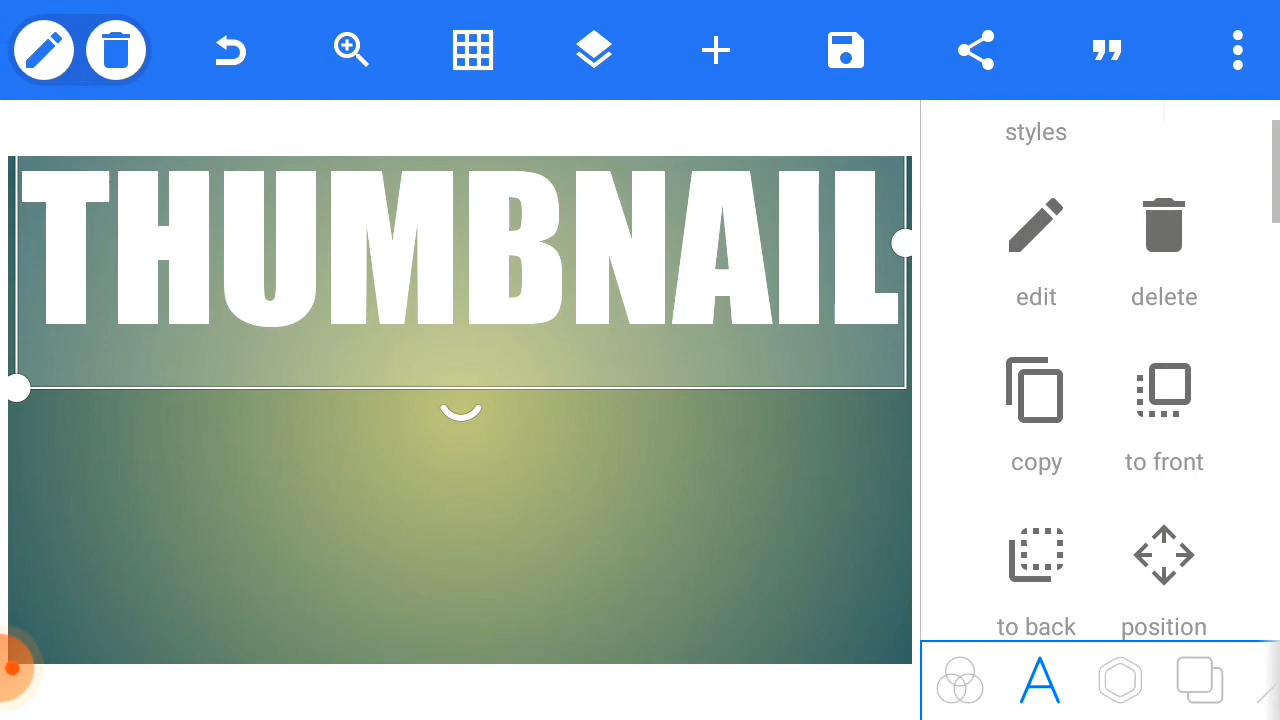 THUMBNAIL
styles
edit delete
copy to front
to back position